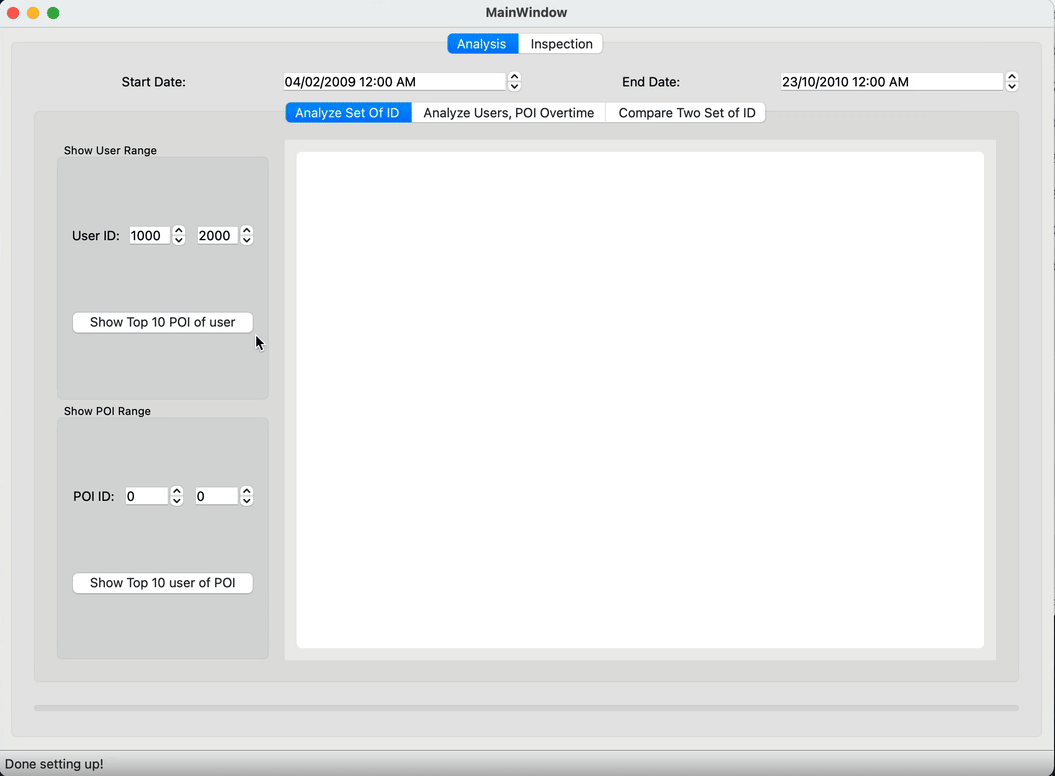 MainWindow
Analysis Inspection
Start Date: 04/02/2009 12:00 AM End Date: 23/10/2010 12:00 AM
Analyze Set Of ID Analyze Users, POI Overtime Compare Two Set of ID
Show User Range
User ID: 1000 2000
Show Top 10 POI of user
Show POI Range
POI ID: 0 0
Show Top 10 user of POI
Done setting up!